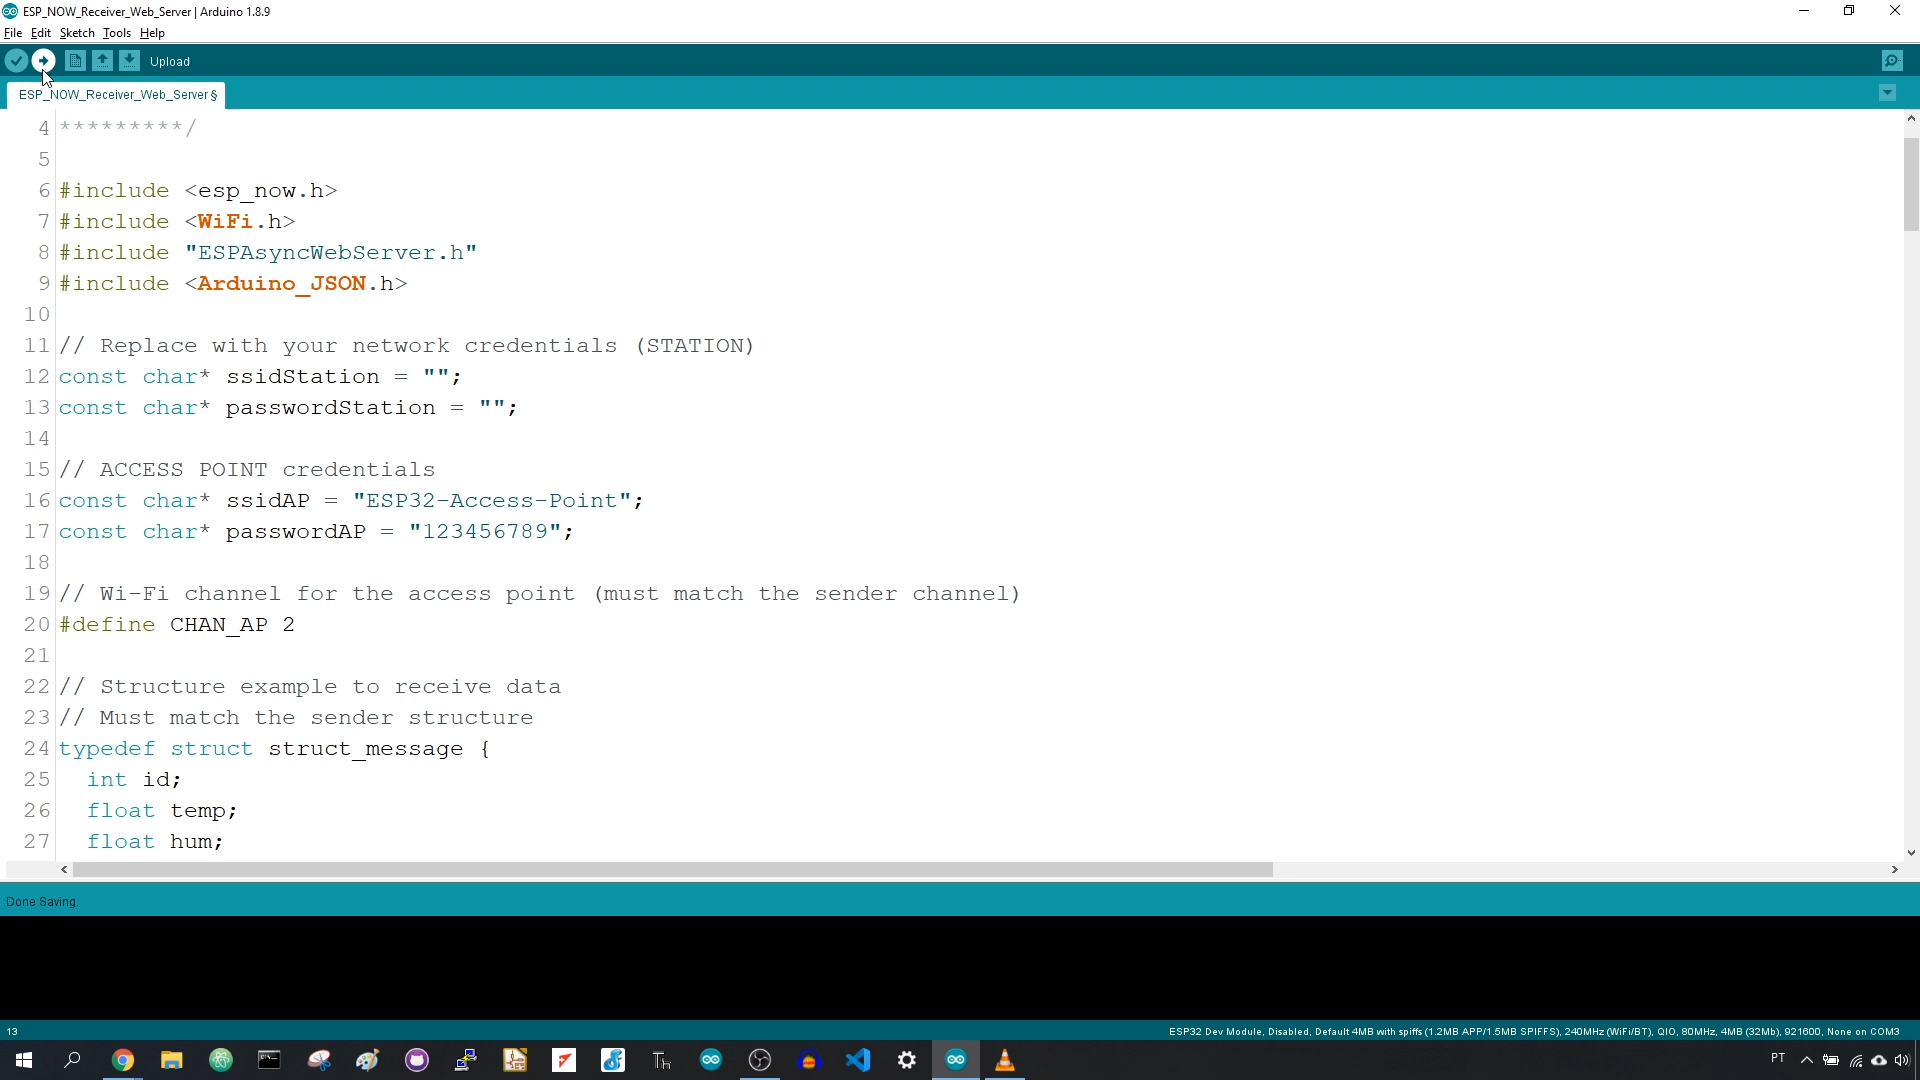 ESP_NOW_Receiver_Web_Server | Arduino 1.8.9
File Edit Sketch Tools Help
Upload
ESP_NOW_Receiver_Web_Server §
4 *********/
5
6 #include <esp_now.h>
7 #include <WiFi.h>
8 #include "ESPAsyncWebServer.h"
9 #include <Arduino_JSON.h>
10
11 // Replace with your network credentials (STATION)
12 const char* ssidStation = "";
13 const char* passwordStation = "";
14
15 // ACCESS POINT credentials
16 const char* ssidAP = "ESP32-Access-Point";
17 const char* passwordAP = "123456789";
18
19 // Wi-Fi channel for the access point (must match the sender channel)
20 #define CHAN_AP 2
21
22 // Structure example to receive data
23 // Must match the sender structure
24 typedef struct struct_message {
25 int id;
26 float temp;
27 float hum;
Done Saving.
13
ESP32 Dev Module, Disabled, Default 4MB with spiffs (1.2MB APP/1.5MB SPIFFS), 240MHz (WiFi/BT), QIO, 80MHz, 4MB (32Mb), 921600, None on COM3
Th
PT